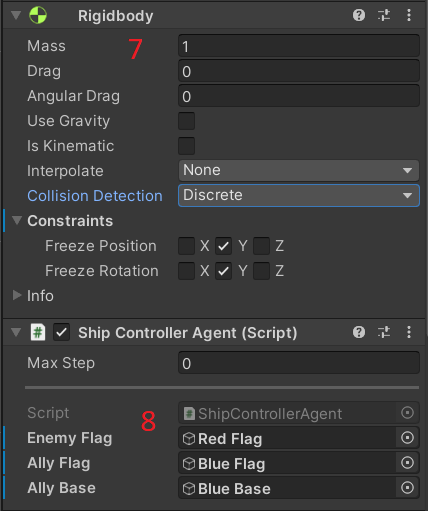 Rigidbody
7
Mass 1
Drag 0
Angular Drag 0
Use Gravity
Is Kinematic
Interpolate None
Collision Detection Discrete
Constraints
Freeze Position X Y Z
Freeze Rotation X Y Z
Info
# Ship Controller Agent (Script)
Max Step 0
8
Script # ShipControllerAgent
Enemy Flag Red Flag
Ally Flag Blue Flag
Ally Base Blue Base